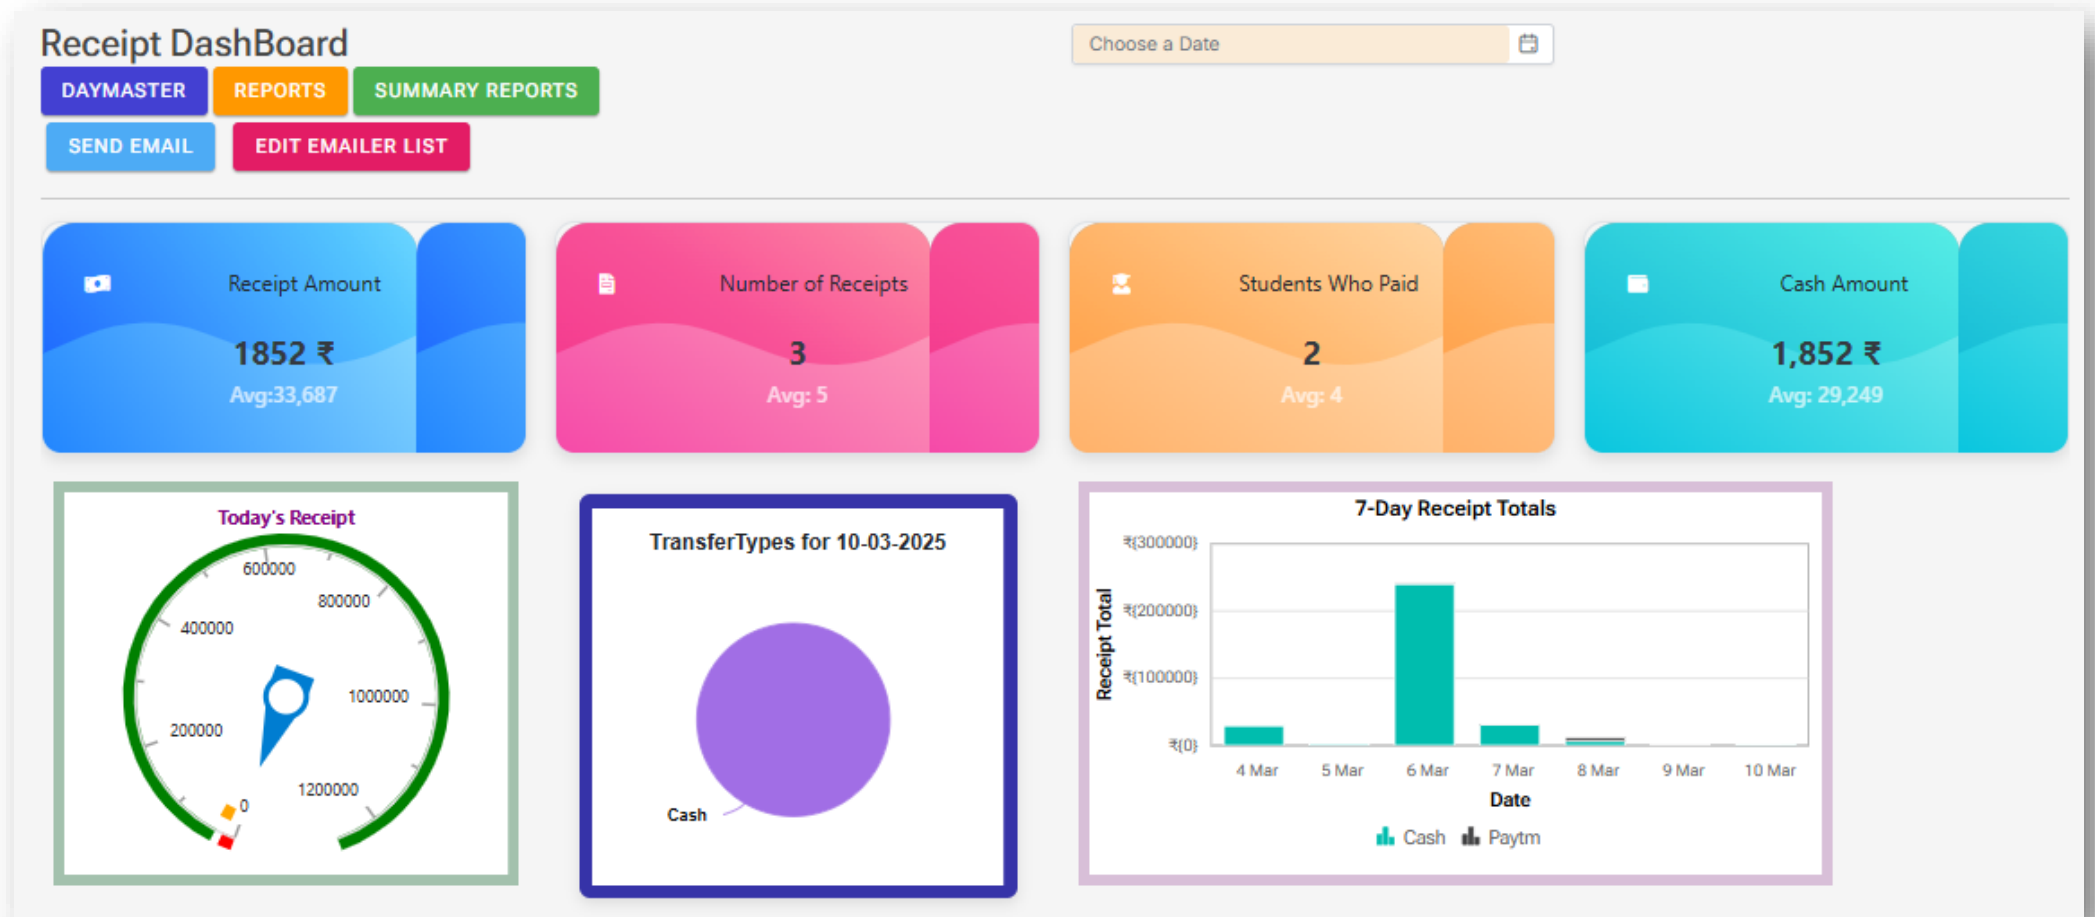 Receipt DashBoard
Choose a Date
DAYMASTER REPORTS SUMMARY REPORTS
SEND EMAIL EDIT EMAILER LIST
Receipt Amount
1852 ₹
Avg:33,687
Number of Receipts
3
Avg: 5
Students Who Paid
2
Avg: 4
Cash Amount
1,852 ₹
Avg: 29,249
Today's Receipt
0
200000
400000
600000
800000
1000000
1200000
TransferTypes for 10-03-2025
Cash
7-Day Receipt Totals
Receipt Total
₹{300000}
₹{200000}
₹{100000}
₹{0}
4 Mar 5 Mar 6 Mar 7 Mar 8 Mar 9 Mar 10 Mar
Date
Cash Paytm